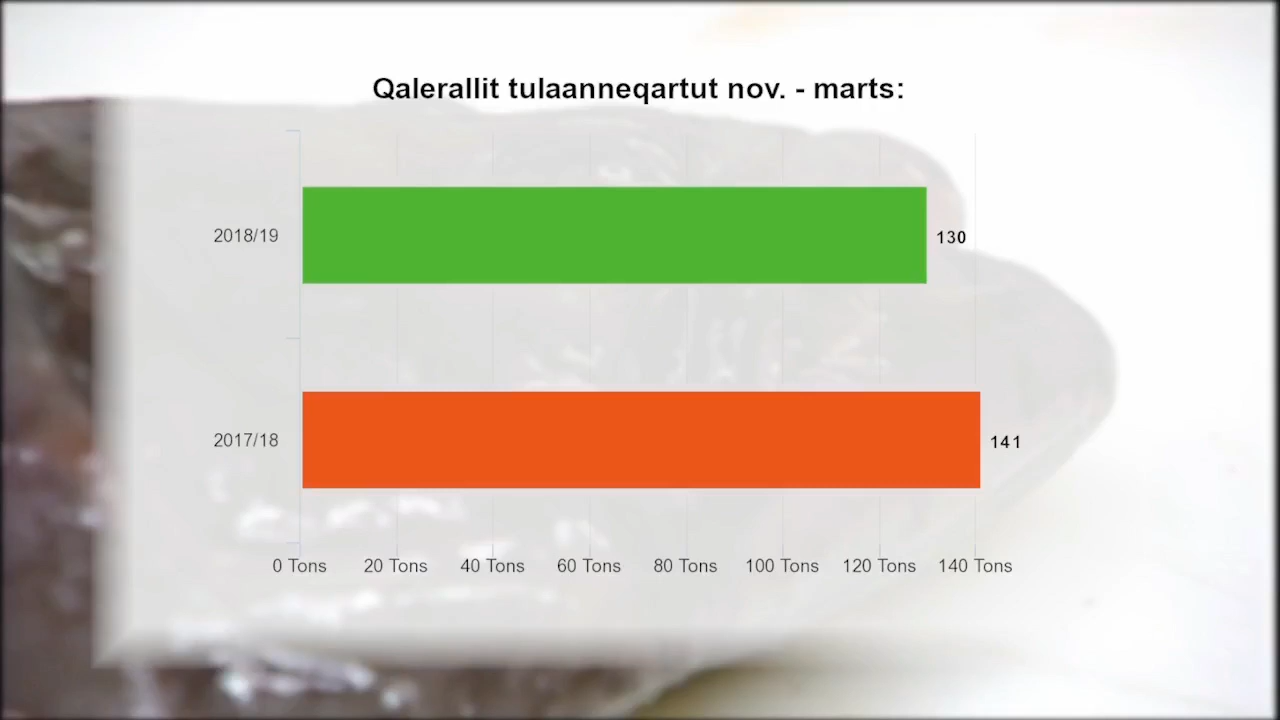 Qalerallit tulaanneqartut nov. - marts:
2018/19
130
2017/18
141
0 Tons 20 Tons 40 Tons 60 Tons 80 Tons 100 Tons 120 Tons 140 Tons